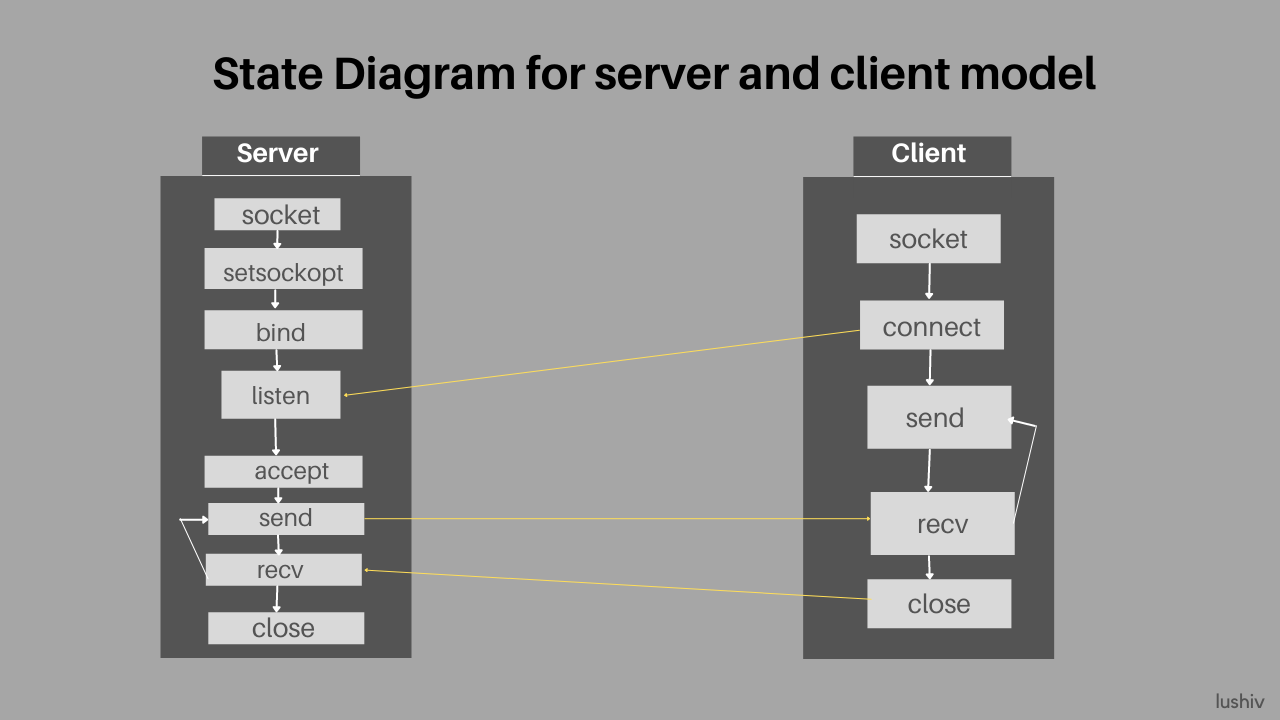 State Diagram for server and client model
Server
socket
setsockopt
bind
listen
accept
send
recv
close
Client
socket
connect
send
recv
close
lushiv